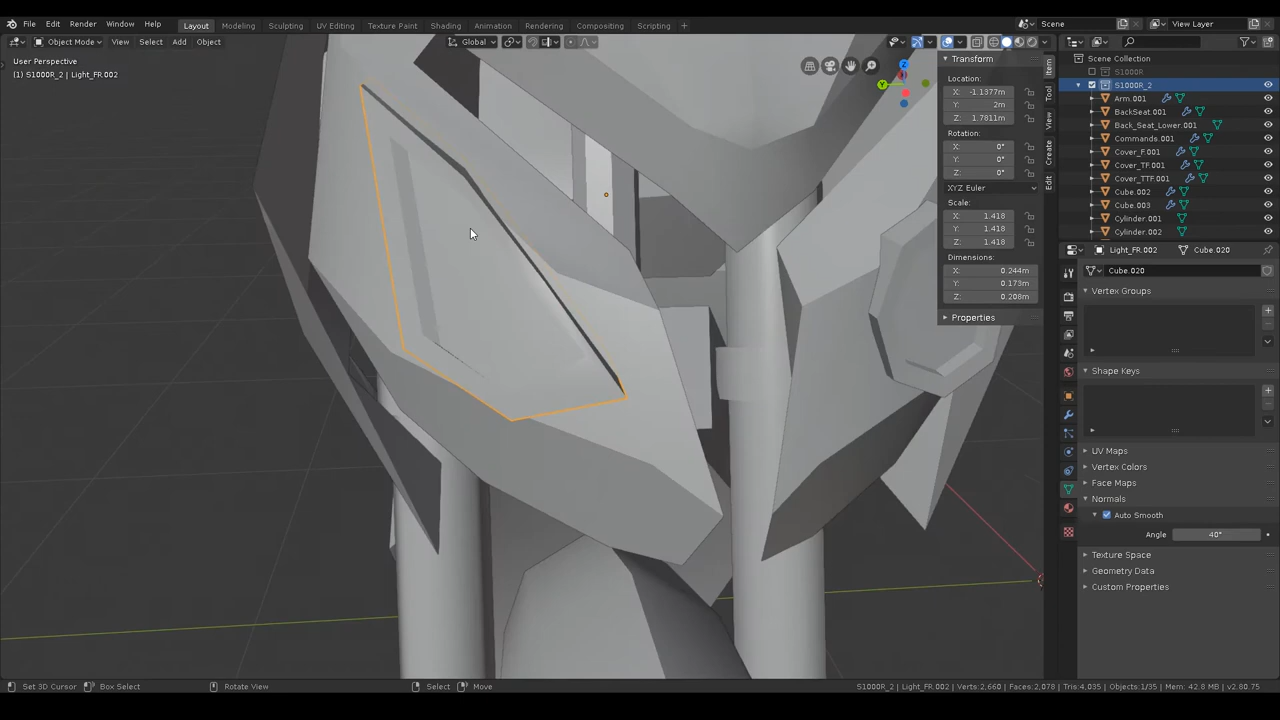 File Edit Render Window Help Layout Modeling Sculpting UV Editing Texture Paint Shading Animation Rendering Compositing Scripting + Scene View Layer
Object Mode View Select Add Object Global
User Perspective
(1) S1000R_2 | Light_FR.002
Transform
Location:
X: -1.1377m
Y: 2m
Z: 1.7811m
Rotation:
X: 0°
Y: 0°
Z: 0°
XYZ Euler
Scale:
X: 1.418
Y: 1.418
Z: 1.418
Dimensions:
X: 0.244m
Y: 0.173m
Z: 0.208m
Properties
Item
Tool
View
Create
Edit
Scene Collection
S1000R
S1000R_2
Arm.001
BackSeat.001
Back_Seat_Lower.001
Commands.001
Cover_F.001
Cover_TF.001
Cover_TTF.001
Cube.002
Cube.003
Cylinder.001
Cylinder.002
Light_FR.002 Cube.020
Cube.020
Vertex Groups
Shape Keys
UV Maps
Vertex Colors
Face Maps
Normals
Auto Smooth
Angle 40°
Texture Space
Geometry Data
Custom Properties
Set 3D Cursor Box Select Rotate View Select Move S1000R_2 | Light_FR.002 | Verts:2,660 | Faces:2,078 | Tris:4,035 | Objects:1/35 | Mem: 42.8 MB | v2.80.75